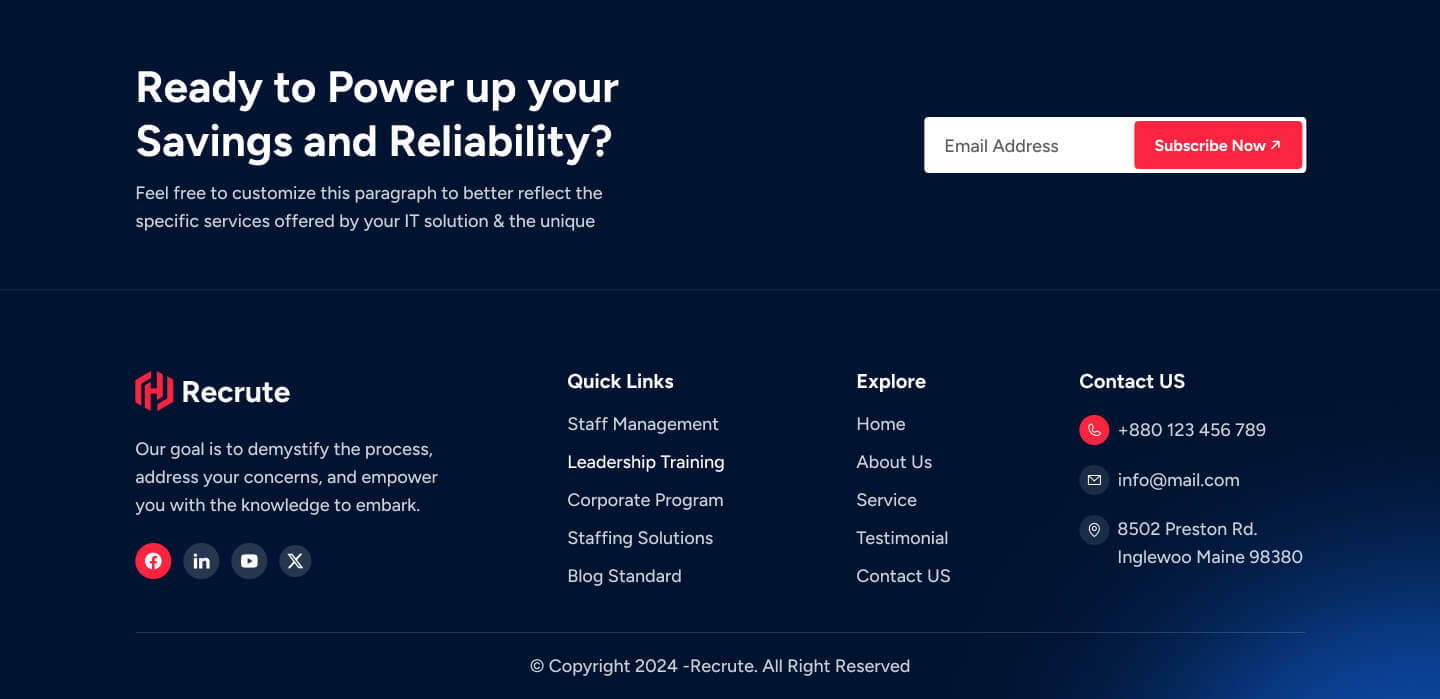 Ready to Power up your
Savings and Reliability?
Feel free to customize this paragraph to better reflect the
specific services offered by your IT solution & the unique
Email Address
Subscribe Now
Recrute
Our goal is to demystify the process,
address your concerns, and empower
you with the knowledge to embark.
Quick Links
Staff Management
Leadership Training
Corporate Program
Staffing Solutions
Blog Standard
Explore
Home
About Us
Service
Testimonial
Contact US
Contact US
+880 123 456 789
info@mail.com
8502 Preston Rd.
Inglewoo Maine 98380
© Copyright 2024 -Recrute. All Right Reserved